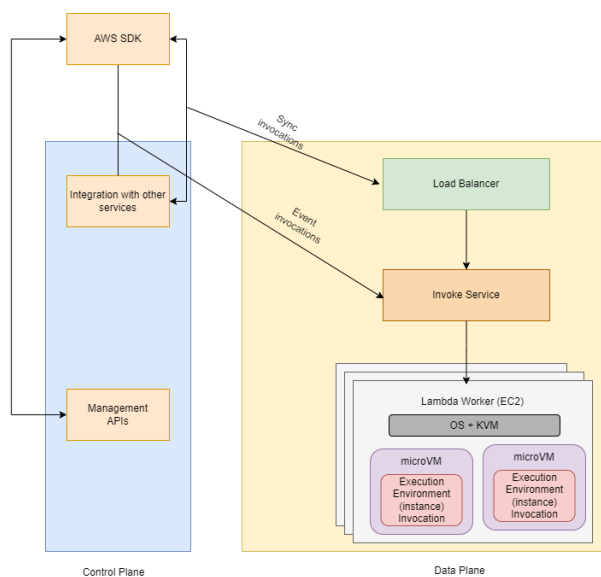 AWS SDK
Sync
invocations
Integration with other
services
Load Balancer
Event
invocations
Invoke Service
Management
APIs
Lambda Worker (EC2)
OS + KVM
microVM
Execution
Environment
(instance)
Invocation
microVM
Execution
Environment
(instance)
Invocation
Control Plane
Data Plane